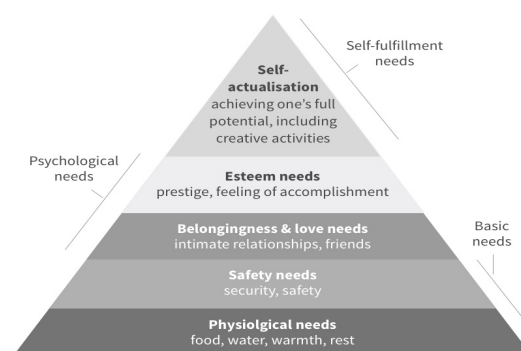 Self-fulfillment
needs
Self-
actualisation
achieving one's full
potential, including
creative activities
Psychological
needs
Esteem needs
prestige, feeling of accomplishment
Belongingness & love needs
intimate relationships, friends
Basic
needs
Safety needs
security, safety
Physiolgical needs
food, water, warmth, rest